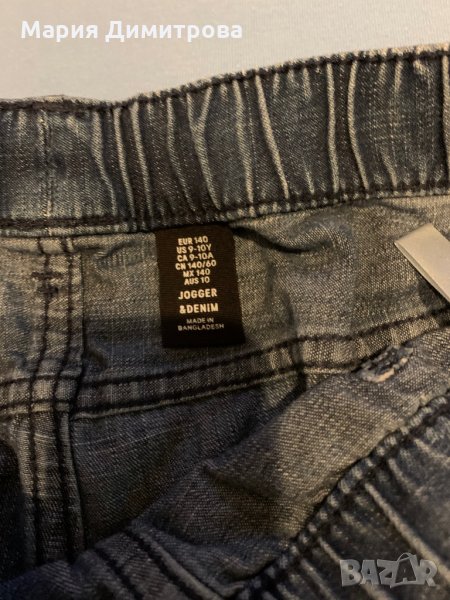 Мария Димитрова
EUR 140
US 9-10Y
CA 9-10A
CN 140/60
MX 140
AUS 10
JOGGER
&DENIM
MADE IN
BANGLADESH
BAZAR